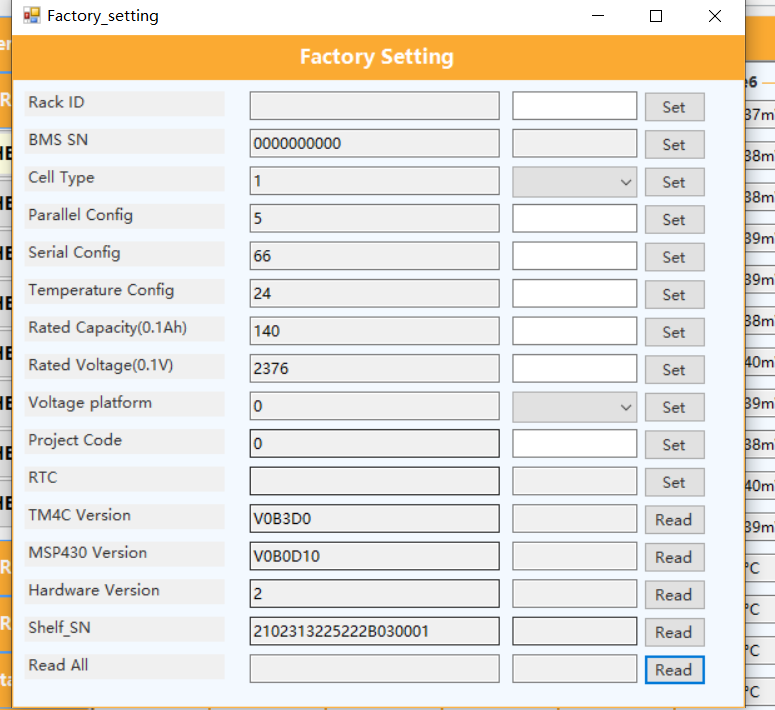 Factory_setting
Factory Setting
Rack ID Set
BMS SN 0000000000 Set
Cell Type 1 Set
Parallel Config 5 Set
Serial Config 66 Set
Temperature Config 24 Set
Rated Capacity(0.1Ah) 140 Set
Rated Voltage(0.1V) 2376 Set
Voltage platform 0 Set
Project Code 0 Set
RTC Set
TM4C Version V0B3D0 Read
MSP430 Version V0B0D10 Read
Hardware Version 2 Read
Shelf_SN 2102313225222B030001 Read
Read All Read